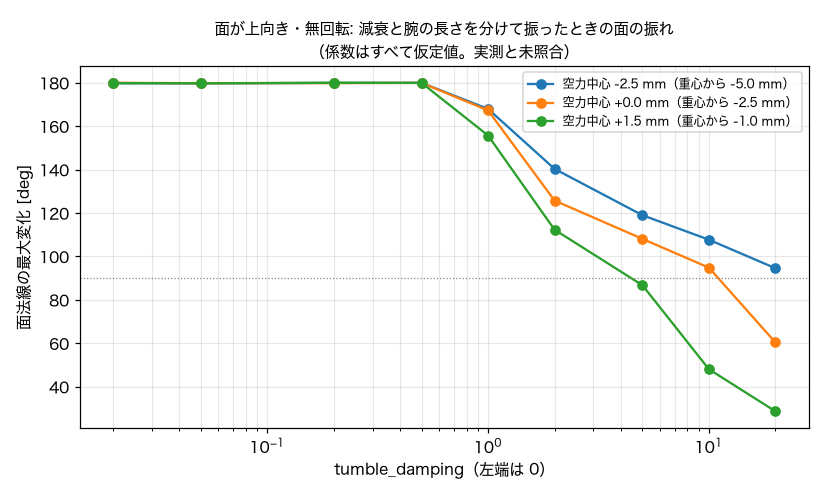 面が上向き・無回転: 減衰と腕の長さを分けて振ったときの面の振れ
（係数はすべて仮定値。実測と未照合）
空力中心 -2.5 mm（重心から -5.0 mm）
空力中心 +0.0 mm（重心から -2.5 mm）
空力中心 +1.5 mm（重心から -1.0 mm）
面法線の最大変化 [deg]
180
160
140
120
100
80
60
40
10⁻¹
10⁰
10¹
tumble_damping（左端は 0）